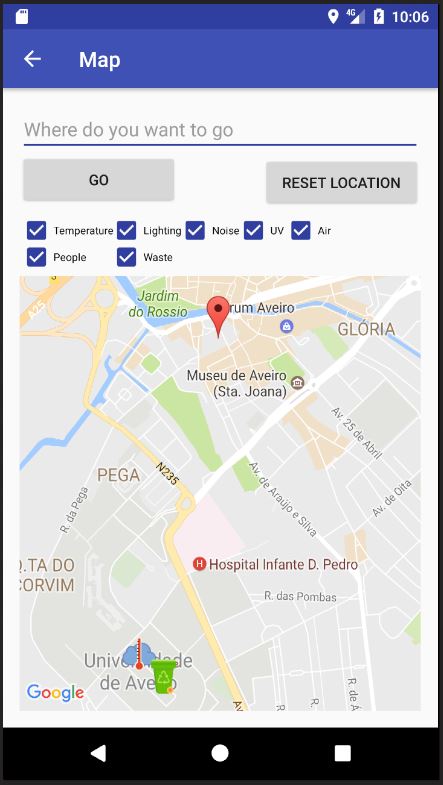 4G 10:06
Map
Where do you want to go
GO
RESET LOCATION
Temperature Lighting Noise UV Air
People Waste
Jardim
do Rossio
rum Aveiro
A25
GLÓRIA
Museu de Aveiro
(Sta. Joana)
Av. 25 de Abril
N235
PEGA
Av. de Araújo e Silva
Av. de Oita
R. da Pega
Q.TA DO
CORVIM
H Hospital Infante D. Pedro
R. das Pombas
Univ dade
de Ave
Google
R. de A
Av